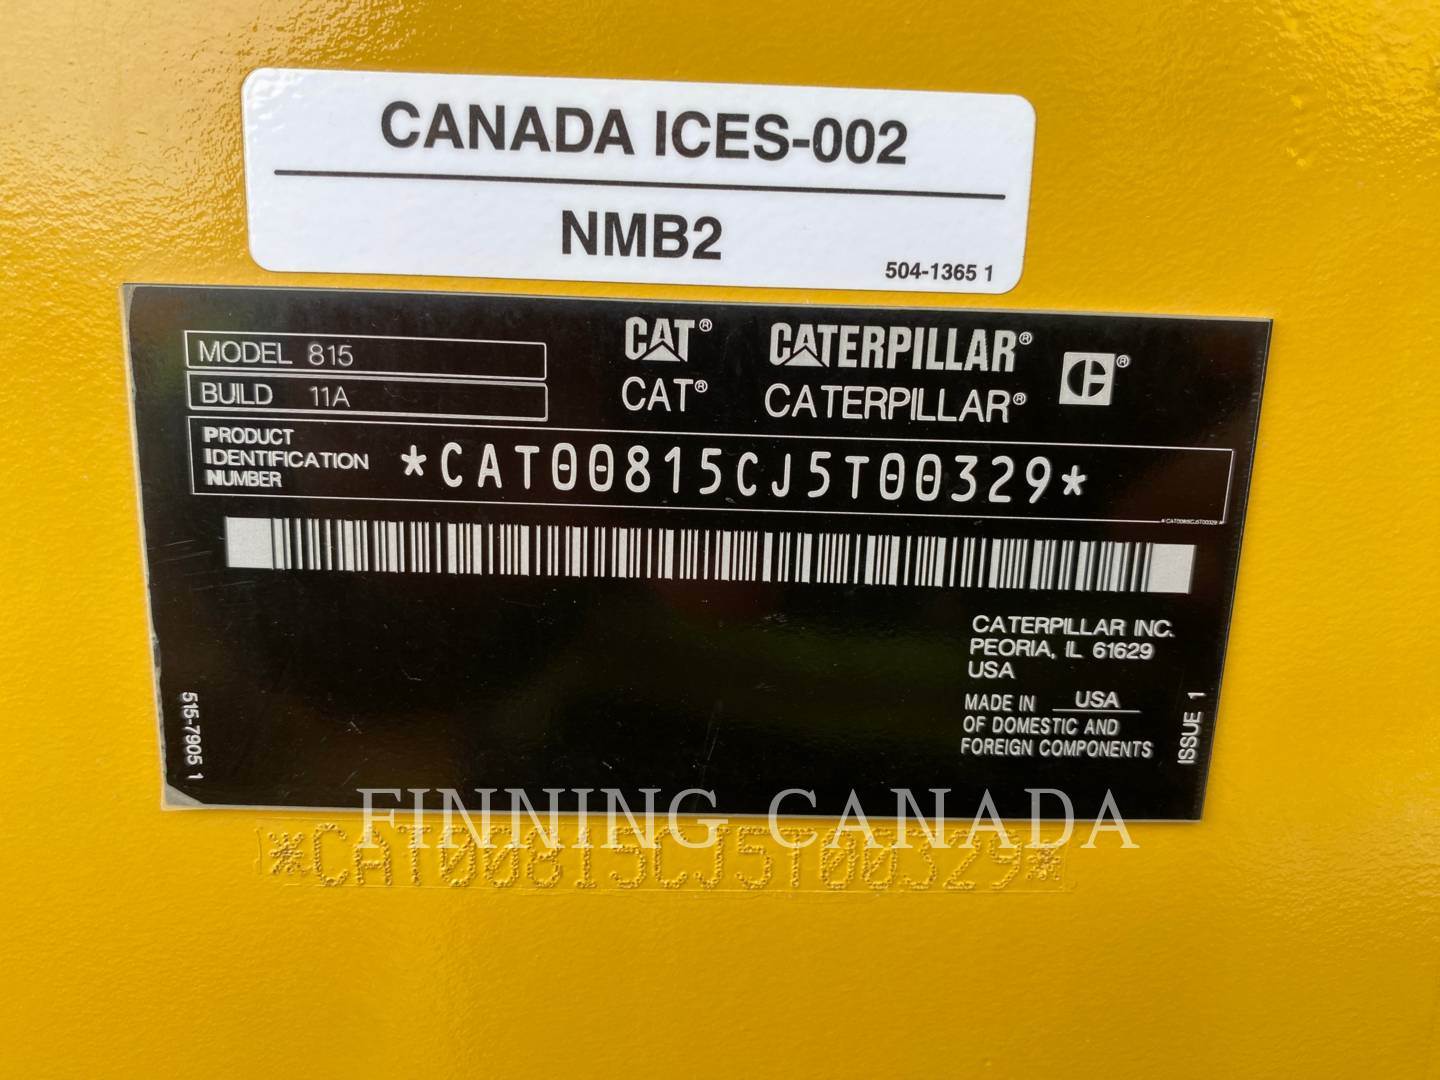 CANADA ICES-002
NMB2
504-1365 1
MODEL 815
BUILD 11A
CAT® CATERPILLAR® C®
CAT® CATERPILLAR®
PRODUCT
IDENTIFICATION
NUMBER
*CAT00815CJ5T00329*
*CAT00815CJ5T00329*
CATERPILLAR INC.
PEORIA, IL 61629
USA
MADE IN USA
OF DOMESTIC AND
FOREIGN COMPONENTS
515-7905 1
ISSUE 1
FINNING CANADA
*CAT00815CJ5T00329*